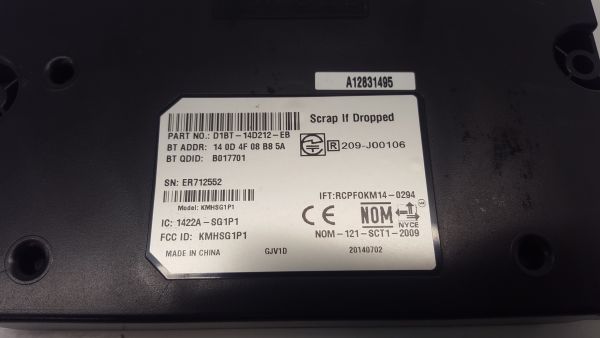 A12831495
Scrap If Dropped
PART NO.: D1BT-14D212-EB
BT ADDR: 14 0D 4F 08 B8 5A
R 209-J00106
BT QDID: B017701
SN: ER712552
Model: KMHSG1P1
IFT:RCPFOKM14-0294
IC: 1422A-SG1P1
CE NOM NYCE
FCC ID: KMHSG1P1
NOM-121-SCT1-2009
MADE IN CHINA GJV1D 20140702